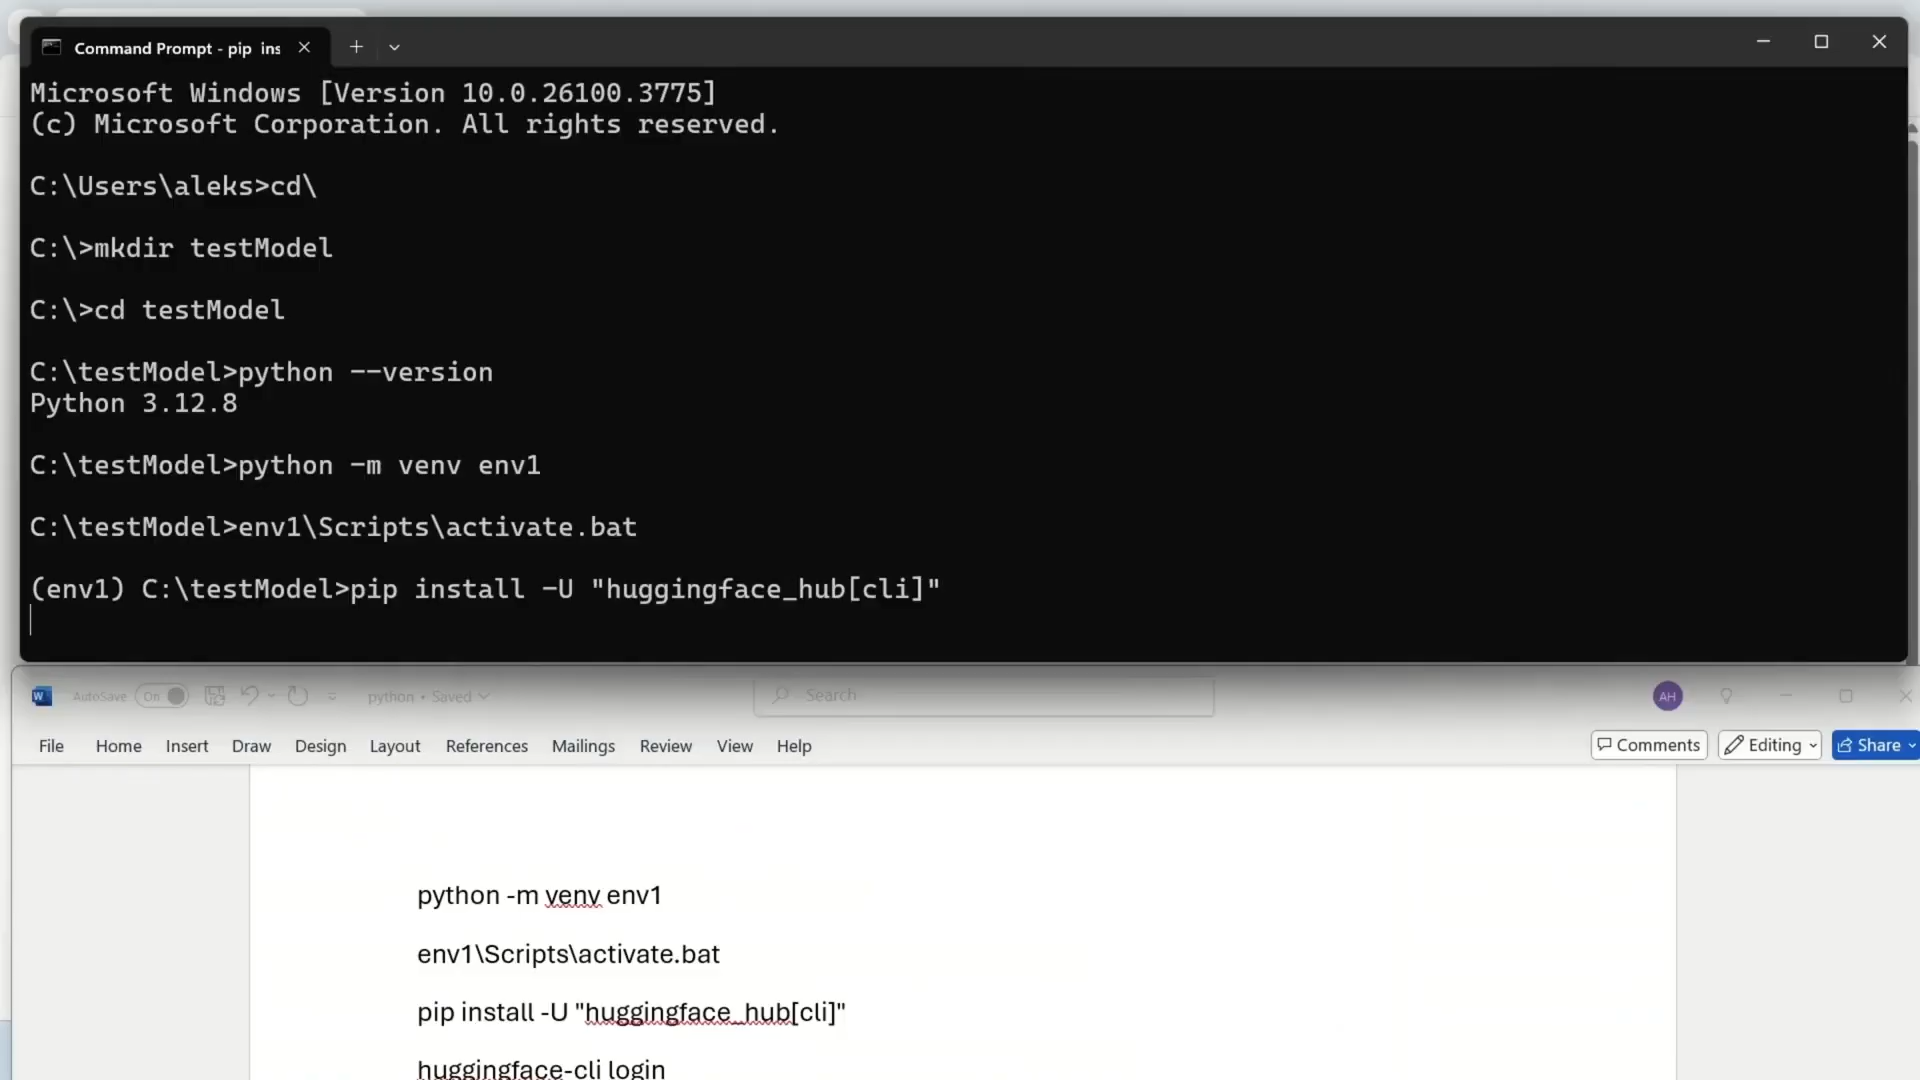 Command Prompt - pip ins
Microsoft Windows [Version 10.0.26100.3775]
(c) Microsoft Corporation. All rights reserved.
C:\Users\aleks>cd\
C:\>mkdir testModel
C:\>cd testModel
C:\testModel>python --version
Python 3.12.8
C:\testModel>python -m venv env1
C:\testModel>env1\Scripts\activate.bat
(env1) C:\testModel>pip install -U "huggingface_hub[cli]"
W AutoSave On python • Saved Search AH
File Home Insert Draw Design Layout References Mailings Review View Help Comments Editing Share
python -m venv env1
env1\Scripts\activate.bat
pip install -U "huggingface_hub[cli]"
huggingface-cli login